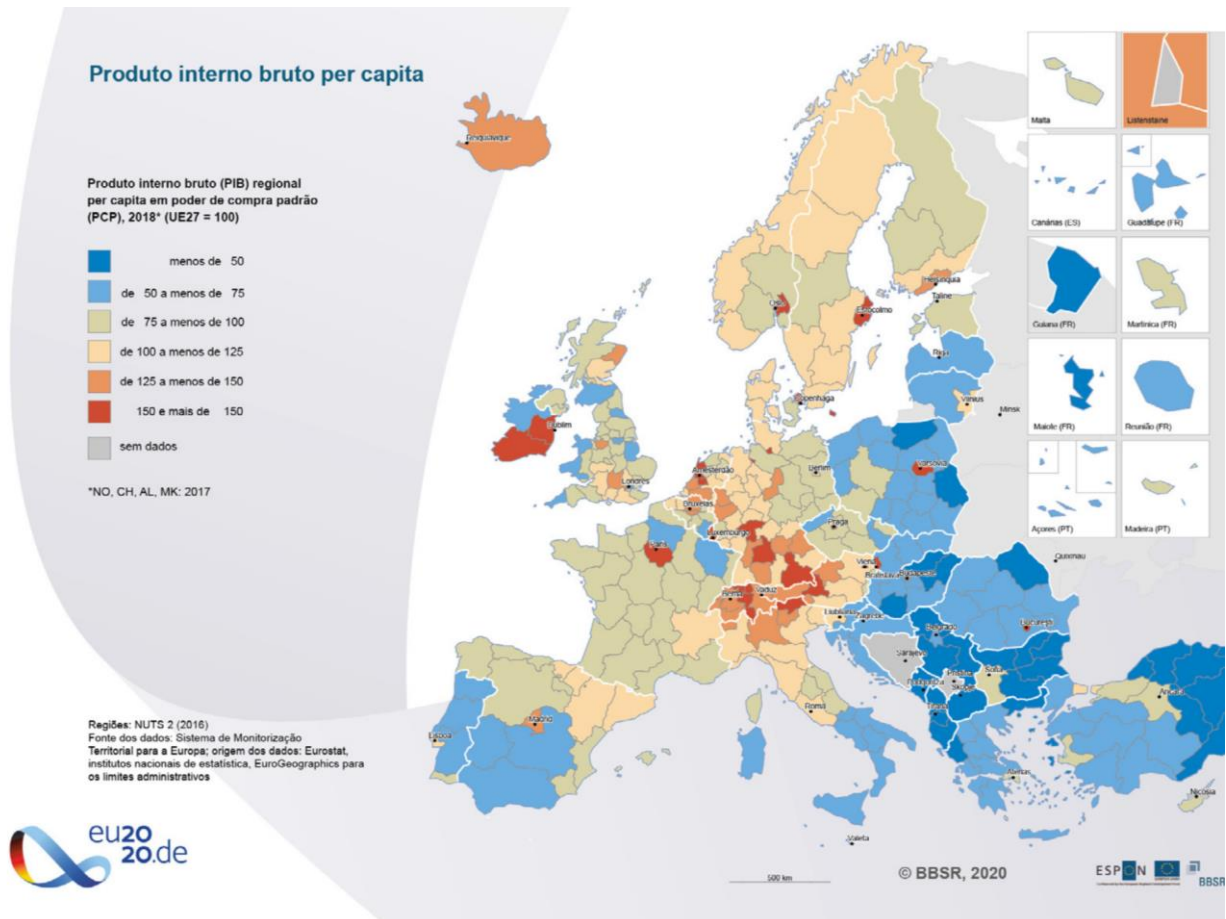 Produto interno bruto per capita
Produto interno bruto (PIB) regional
per capita em poder de compra padrão
(PCP), 2018* (UE27 = 100)
menos de 50
de 50 a menos de 75
de 75 a menos de 100
de 100 a menos de 125
de 125 a menos de 150
150 e mais de 150
sem dados
*NO, CH, AL, MK: 2017
Regiões: NUTS 2 (2016)
Fonte dos dados: Sistema de Monitorização
Territorial para a Europa; origem dos dados: Eurostat,
institutos nacionais de estatística, EuroGeographics para
os limites administrativos
eu20
20.de
Reiquiavique
Oslo
Estocolmo
Helsínquia
Taline
Riga
Vilnius
Minsk
Dublim
Londres
Amesterdão
Bruxelas
Luxemburgo
Paris
Berlim
Varsóvia
Praga
Viena
Bratislava
Berna
Vaduz
Liubliana
Zagrebe
Belgrado
Bucareste
Quixinau
Sarajevo
Sófia
Tirana
Roma
Madrid
Lisboa
Atenas
Ancara
Nicósia
Valeta
Malta
Listenstaine
Canárias (ES)
Guadalupe (FR)
Guiana (FR)
Martinica (FR)
Maiote (FR)
Reunião (FR)
Açores (PT)
Madeira (PT)
500 km
© BBSR, 2020
ESPON
BBSR